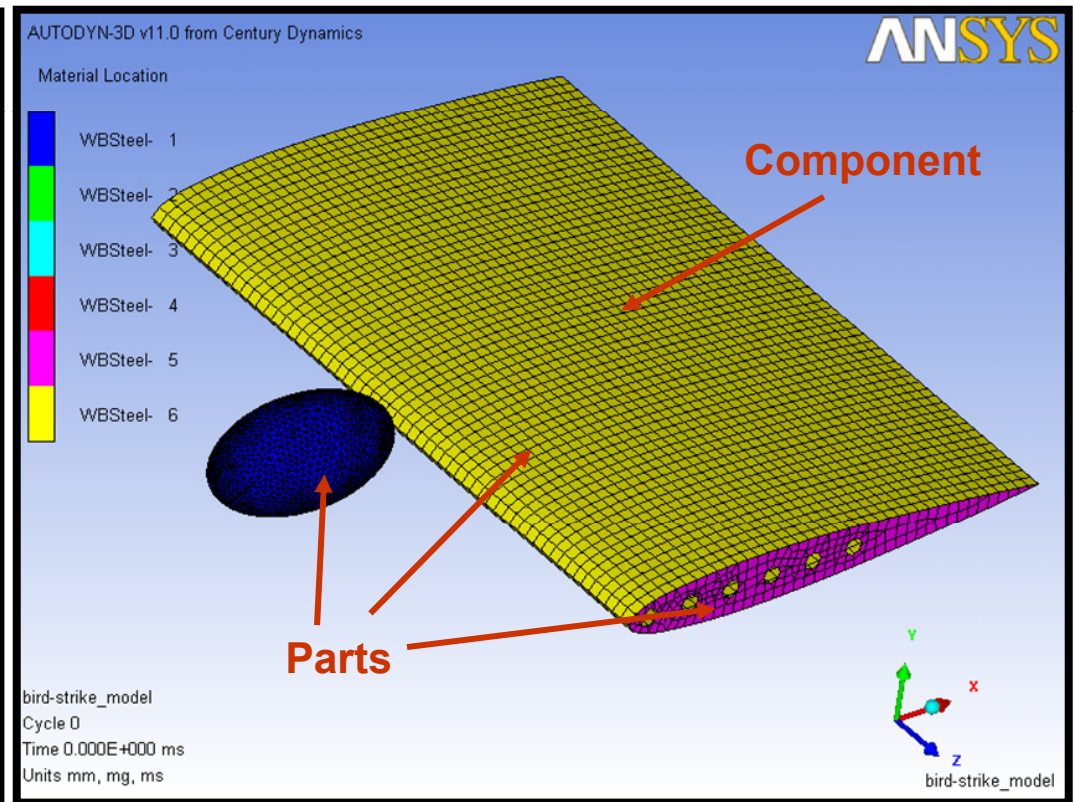 AUTODYN-3D v11.0 from Century Dynamics
ANSYS
Material Location
WBSteel- 1
WBSteel- 2
WBSteel- 3
WBSteel- 4
WBSteel- 5
WBSteel- 6
Component
Parts
bird-strike_model
Cycle 0
Time 0.000E+000 ms
Units mm, mg, ms
Y
X
Z
bird-strike_model